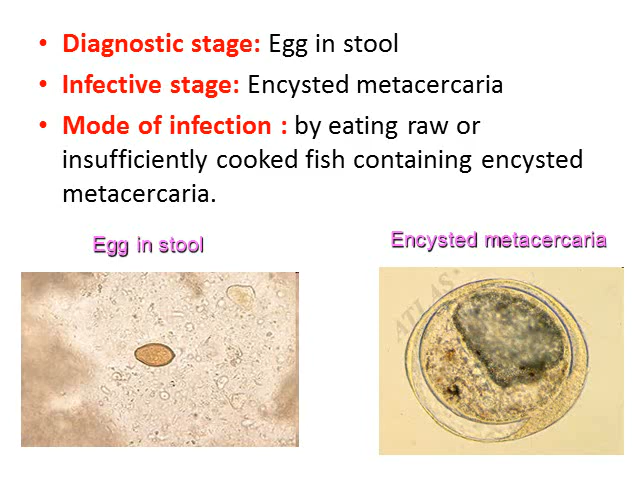 • Diagnostic stage: Egg in stool
• Infective stage: Encysted metacercaria
• Mode of infection : by eating raw or
insufficiently cooked fish containing encysted
metacercaria.
Egg in stool
Encysted metacercaria
ATLAS